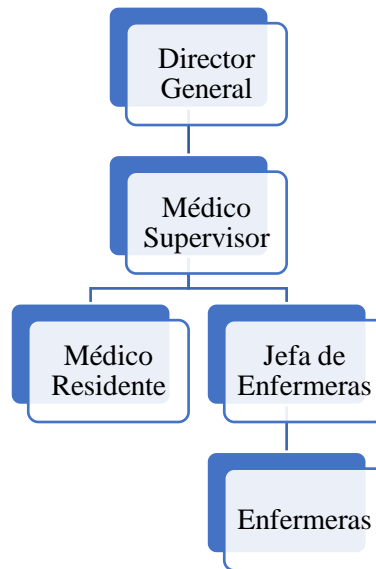 Director
General
Médico
Supervisor
Médico
Residente
Jefa de
Enfermeras
Enfermeras